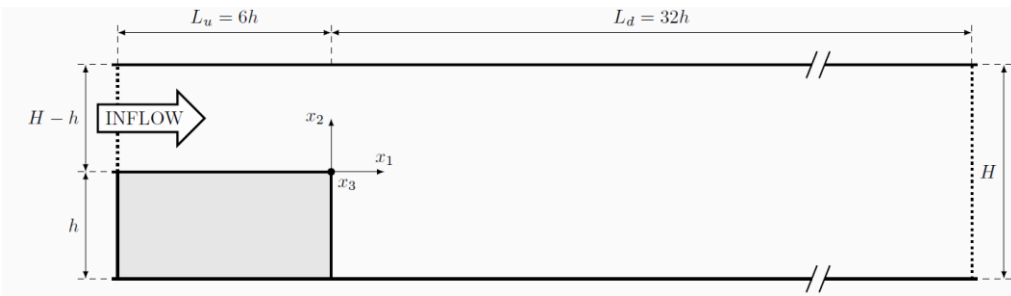 L_u = 6h
L_d = 32h
H − h
INFLOW
x_2
x_1
x_3
h
H